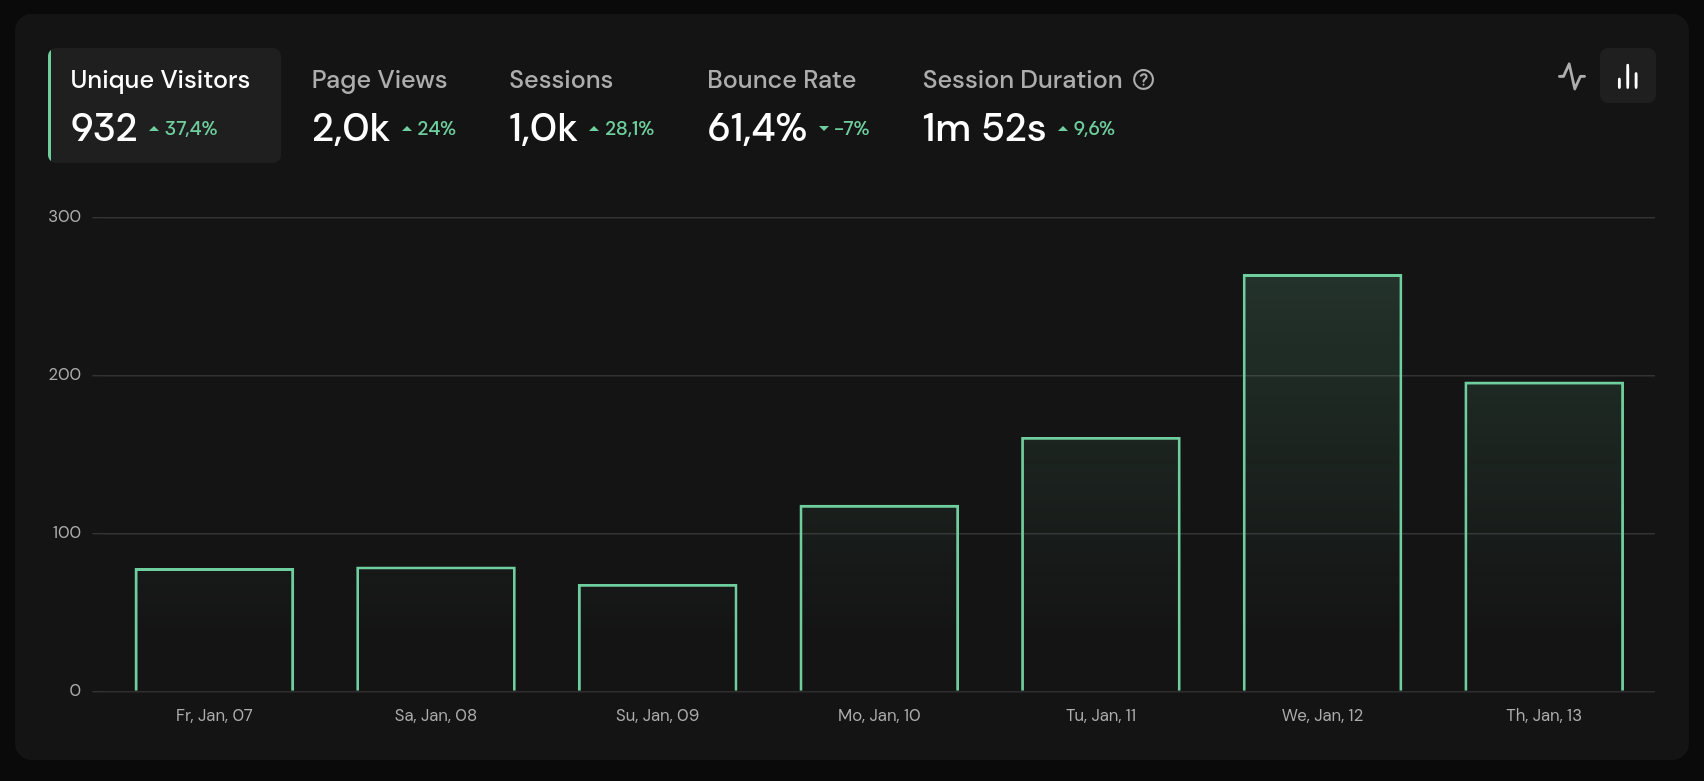 Unique Visitors
932 37,4%
Page Views
2,0k 24%
Sessions
1,0k 28,1%
Bounce Rate
61,4% -7%
Session Duration ?
1m 52s 9,6%
300
200
100
0
Fr, Jan, 07
Sa, Jan, 08
Su, Jan, 09
Mo, Jan, 10
Tu, Jan, 11
We, Jan, 12
Th, Jan, 13